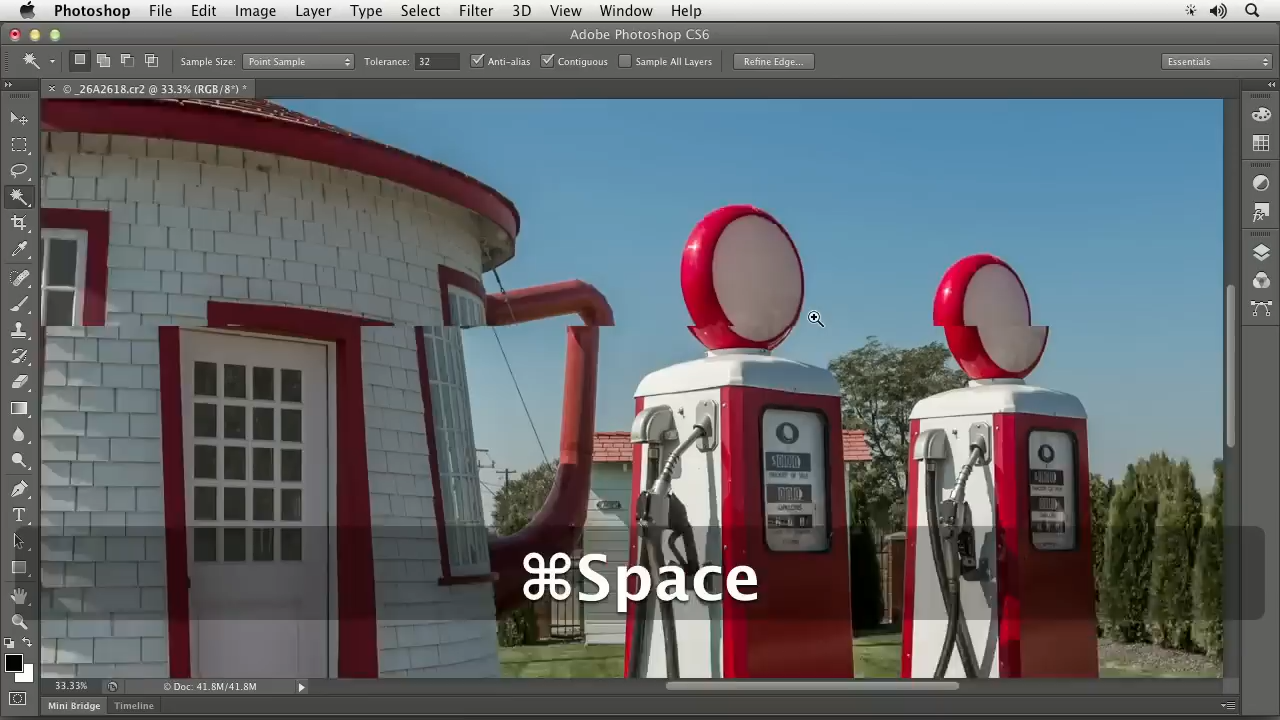 Photoshop File Edit Image Layer Type Select Filter 3D View Window Help
Adobe Photoshop CS6
Sample Size: Point Sample Tolerance: 32 Anti-alias Contiguous Sample All Layers Refine Edge... Essentials
× © _26A2618.cr2 @ 33.3% (RGB/8*) *
⌘Space
33.33% Doc: 41.8M/41.8M
Mini Bridge Timeline